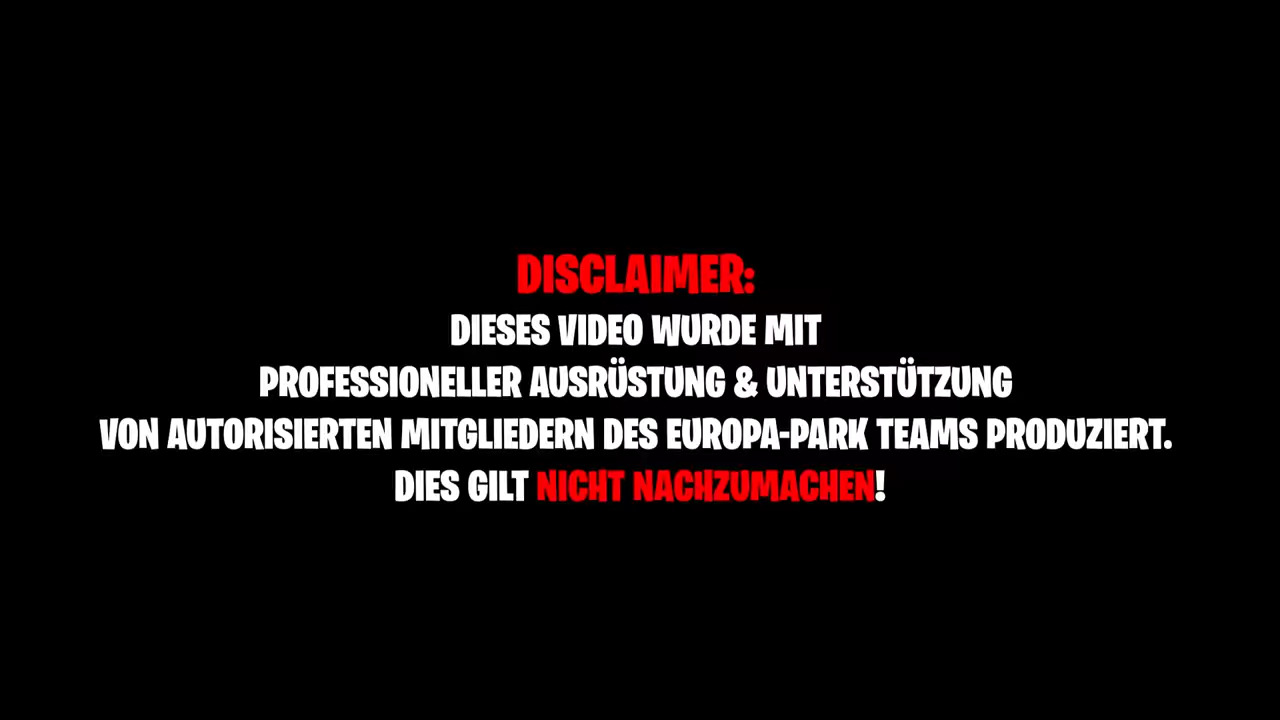 DISCLAIMER:
DIESES VIDEO WURDE MIT
PROFESSIONELLER AUSRÜSTUNG & UNTERSTÜTZUNG
VON AUTORISIERTEN MITGLIEDERN DES EUROPA-PARK TEAMS PRODUZIERT.
DIES GILT NICHT NACHZUMACHEN!